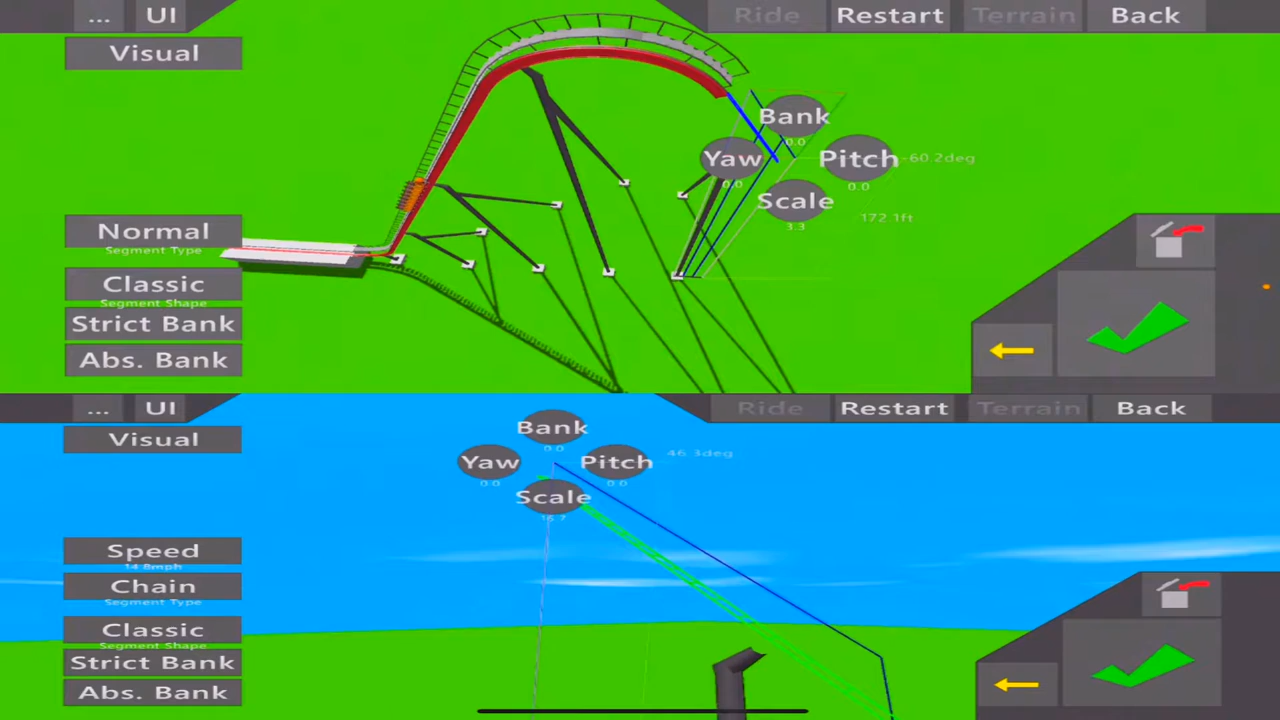 ... UI Ride Restart Terrain Back
Visual
Bank
0.0
Yaw Pitch -60.2deg
0.0 0.0
Scale
3.3 172.1ft
Normal
Segment Type
Classic
Segment Shape
Strict Bank
Abs. Bank
... UI Ride Restart Terrain Back
Visual
Bank
0.0
Yaw Pitch 46.3deg
0.0 0.0
Scale
16.7
Speed
14.8mph
Chain
Segment Type
Classic
Segment Shape
Strict Bank
Abs. Bank